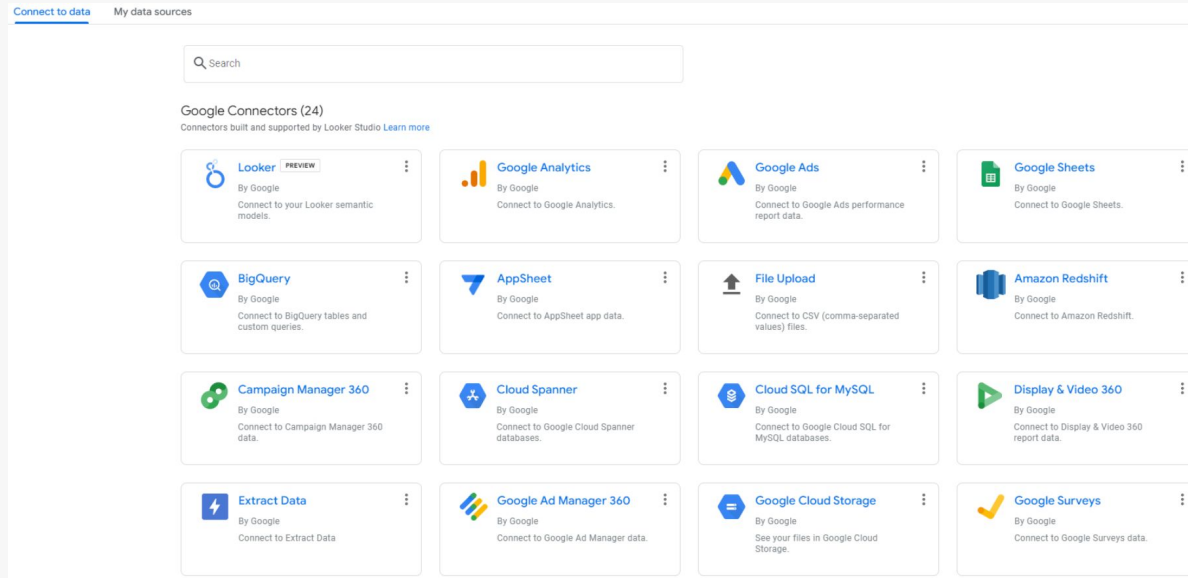 Connect to data
My data sources
Search
Google Connectors (24)
Connectors built and supported by Looker Studio Learn more
Looker PREVIEW
By Google
Connect to your Looker semantic
models.
Google Analytics
By Google
Connect to Google Analytics.
Google Ads
By Google
Connect to Google Ads performance
report data.
Google Sheets
By Google
Connect to Google Sheets.
BigQuery
By Google
Connect to BigQuery tables and
custom queries.
AppSheet
By Google
Connect to AppSheet app data.
File Upload
By Google
Connect to CSV (comma-separated
values) files.
Amazon Redshift
By Google
Connect to Amazon Redshift.
Campaign Manager 360
By Google
Connect to Campaign Manager 360
data.
Cloud Spanner
By Google
Connect to Google Cloud Spanner
databases.
Cloud SQL for MySQL
By Google
Connect to Google Cloud SQL for
MySQL databases.
Display & Video 360
By Google
Connect to Display & Video 360
report data.
Extract Data
By Google
Connect to Extract Data
Google Ad Manager 360
By Google
Connect to Google Ad Manager data.
Google Cloud Storage
By Google
See your files in Google Cloud
Storage.
Google Surveys
By Google
Connect to Google Surveys data.